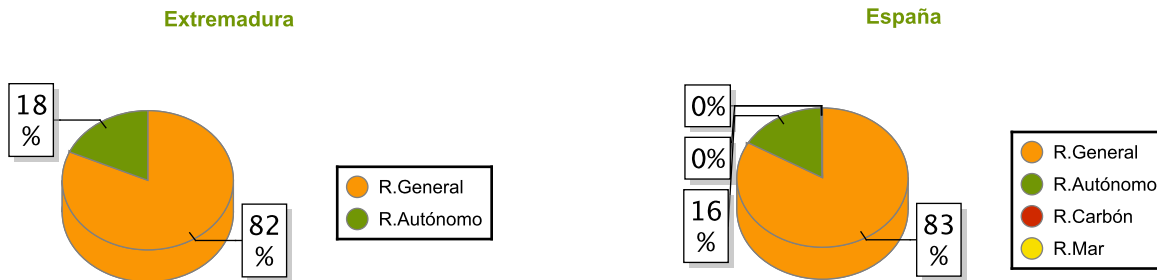 Extremadura
18
%
82
%
R.General
R.Autónomo
España
0%
0%
16
%
83
%
R.General
R.Autónomo
R.Carbón
R.Mar